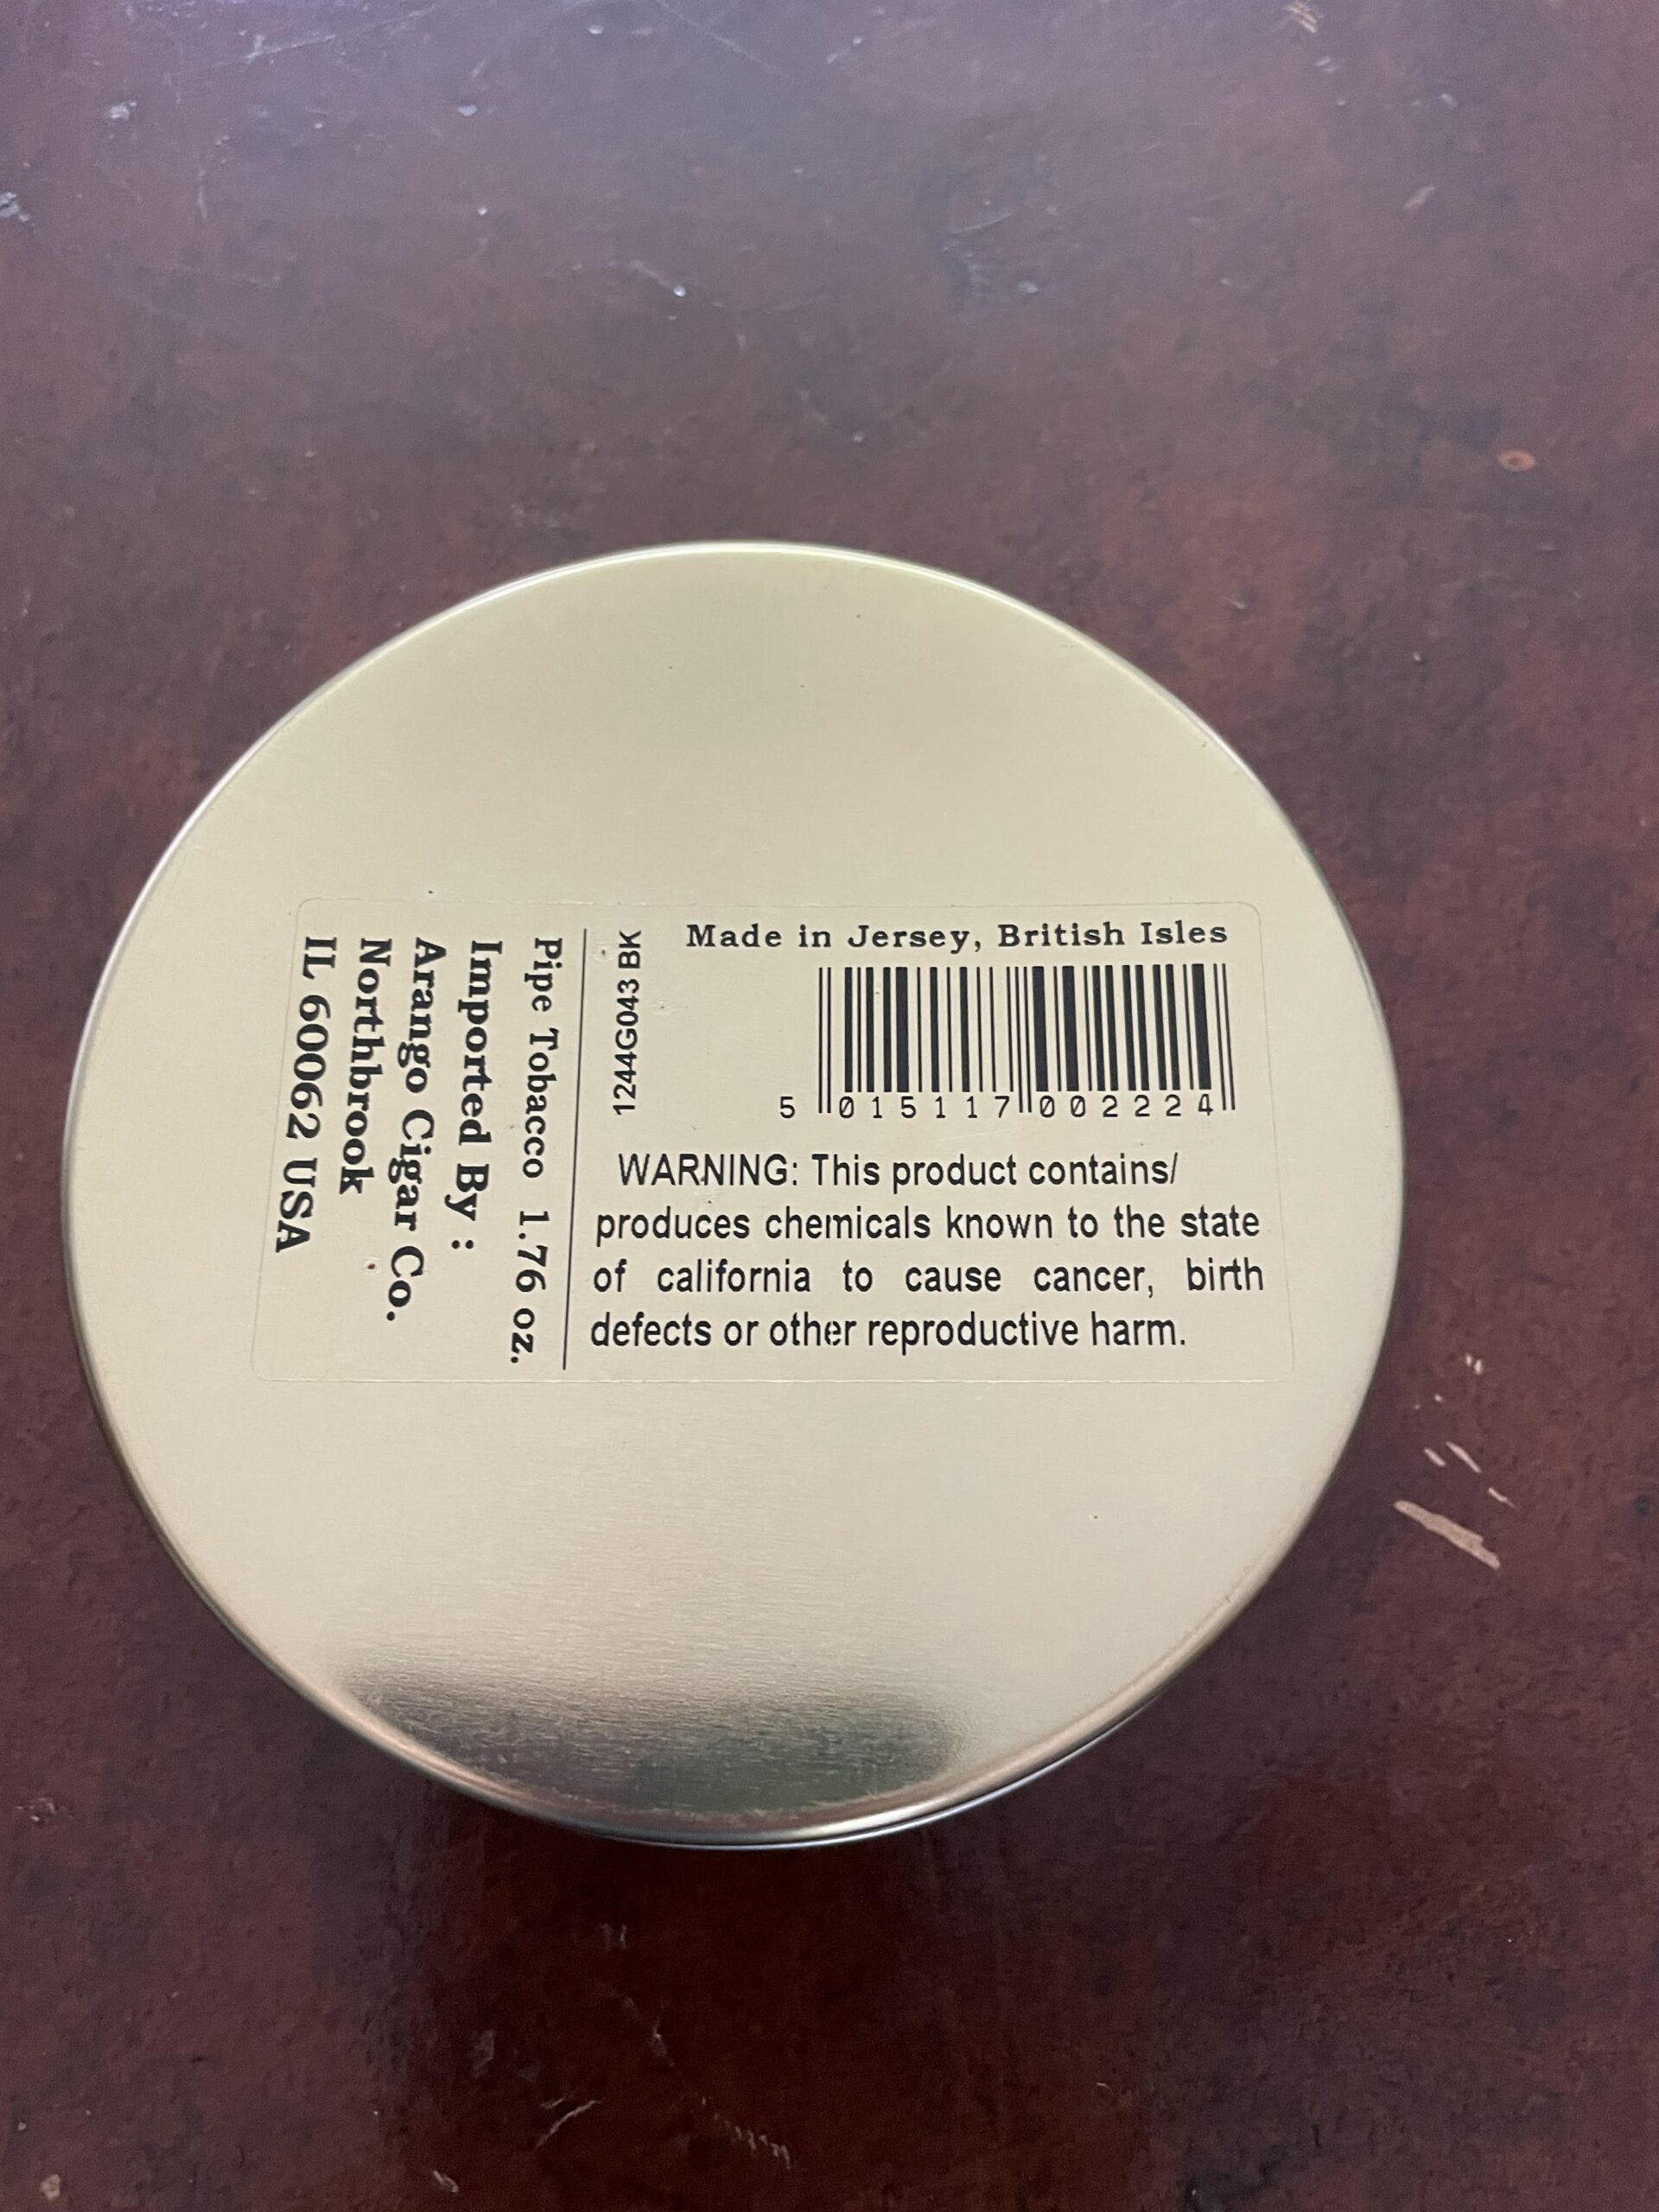 Made in Jersey, British Isles
5 015117 002224
1244G043 BK
WARNING: This product contains/
produces chemicals known to the state
of california to cause cancer, birth
defects or other reproductive harm.
Pipe Tobacco 1.76 oz.
Imported By :
Arango Cigar Co.
Northbrook
IL 60062 USA